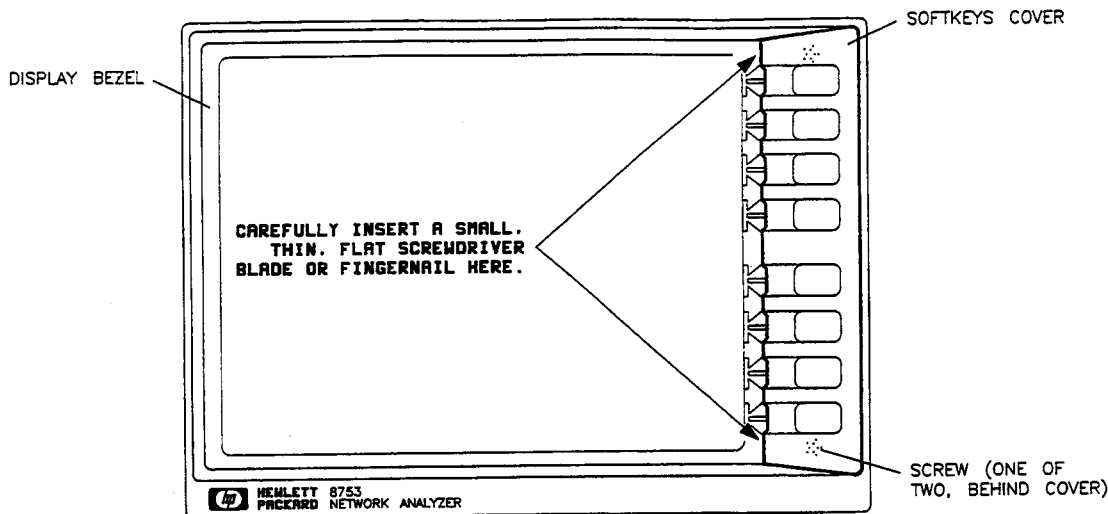 SOFTKEYS COVER
DISPLAY BEZEL
CAREFULLY INSERT A SMALL,
THIN, FLAT SCREWDRIVER
BLADE OR FINGERNAIL HERE.
SCREW (ONE OF
TWO, BEHIND COVER)
hp HEWLETT 8753
PACKARD NETWORK ANALYZER